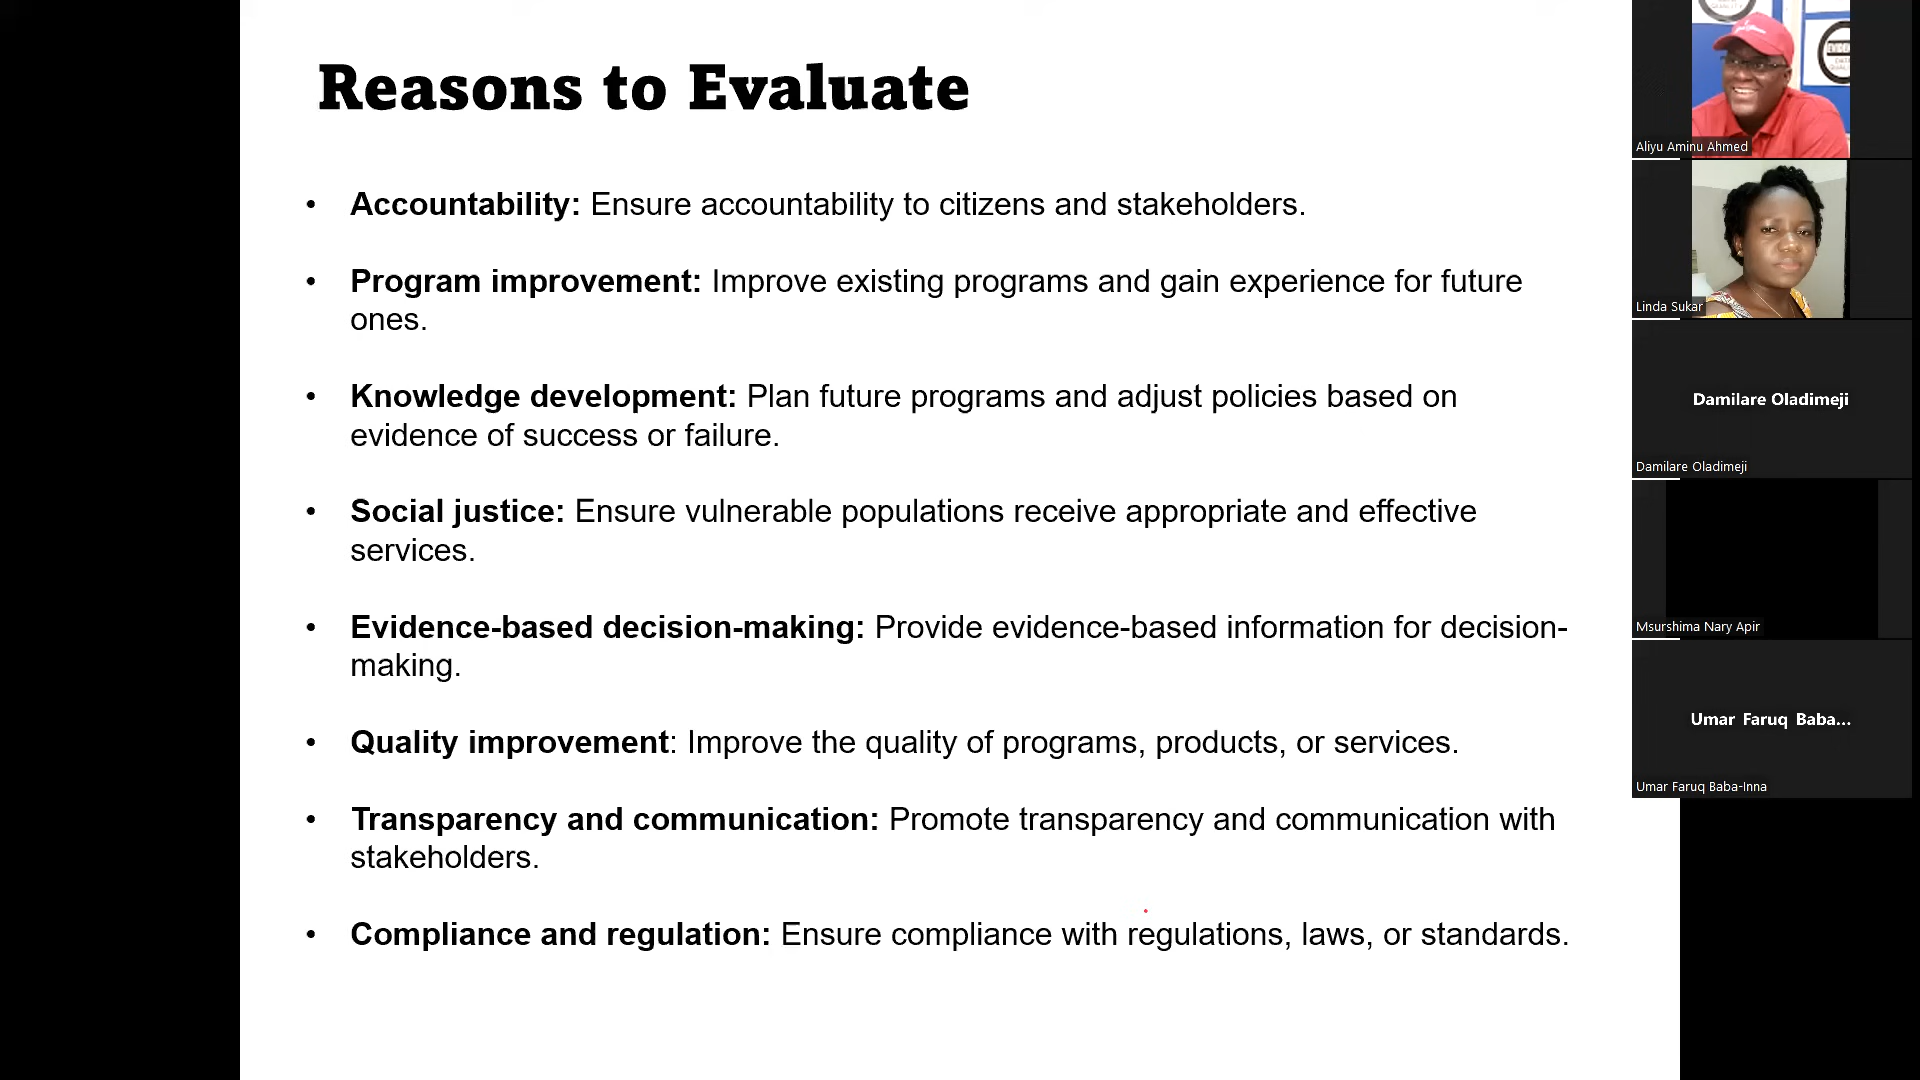 Reasons to Evaluate
• Accountability: Ensure accountability to citizens and stakeholders.
• Program improvement: Improve existing programs and gain experience for future
ones.
• Knowledge development: Plan future programs and adjust policies based on
evidence of success or failure.
• Social justice: Ensure vulnerable populations receive appropriate and effective
services.
• Evidence-based decision-making: Provide evidence-based information for decision-
making.
• Quality improvement: Improve the quality of programs, products, or services.
• Transparency and communication: Promote transparency and communication with
stakeholders.
• Compliance and regulation: Ensure compliance with regulations, laws, or standards.
Aliyu Aminu Ahmed
Linda Sukar
Damilare Oladimeji
Damilare Oladimeji
Msurshima Nary Apir
Umar Faruq Baba...
Umar Faruq Baba-Inna